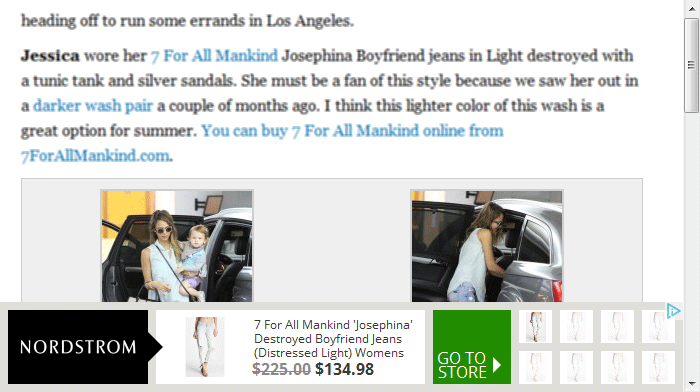 heading off to run some errands in Los Angeles.
Jessica wore her 7 For All Mankind Josephina Boyfriend jeans in Light destroyed with
a tunic tank and silver sandals. She must be a fan of this style because we saw her out in
a darker wash pair a couple of months ago. I think this lighter color of this wash is a
great option for summer. You can buy 7 For All Mankind online from
7ForAllMankind.com.
NORDSTROM
7 For All Mankind 'Josephina'
Destroyed Boyfriend Jeans
(Distressed Light) Womens
$225.00 $134.98
GO TO
STORE